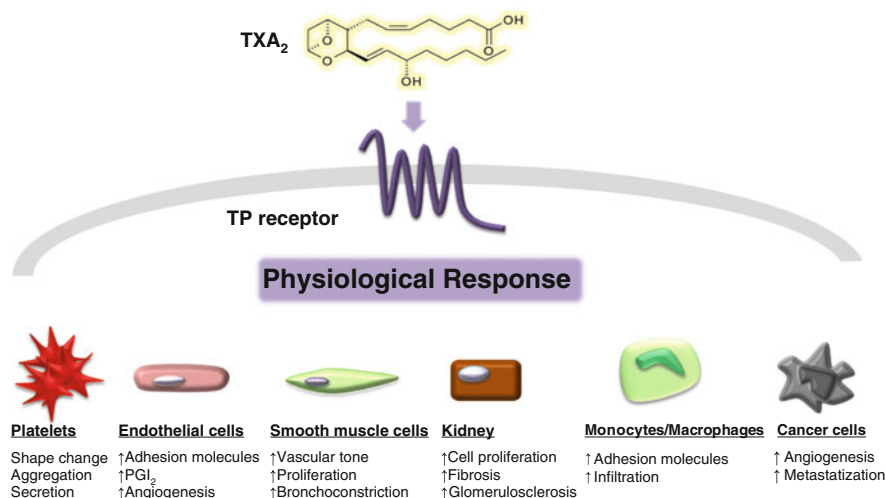 TXA₂
OH
O
O
O
OH
TP receptor
Physiological Response
Platelets
Shape change
Aggregation
Secretion
Endothelial cells
↑Adhesion molecules
↑PGI₂
↑Angiogenesis
Smooth muscle cells
↑Vascular tone
↑Proliferation
↑Bronchoconstriction
Kidney
↑Cell proliferation
↑Fibrosis
↑Glomerulosclerosis
Monocytes/Macrophages
↑Adhesion molecules
↑Infiltration
Cancer cells
↑ Angiogenesis
↑ Metastatization